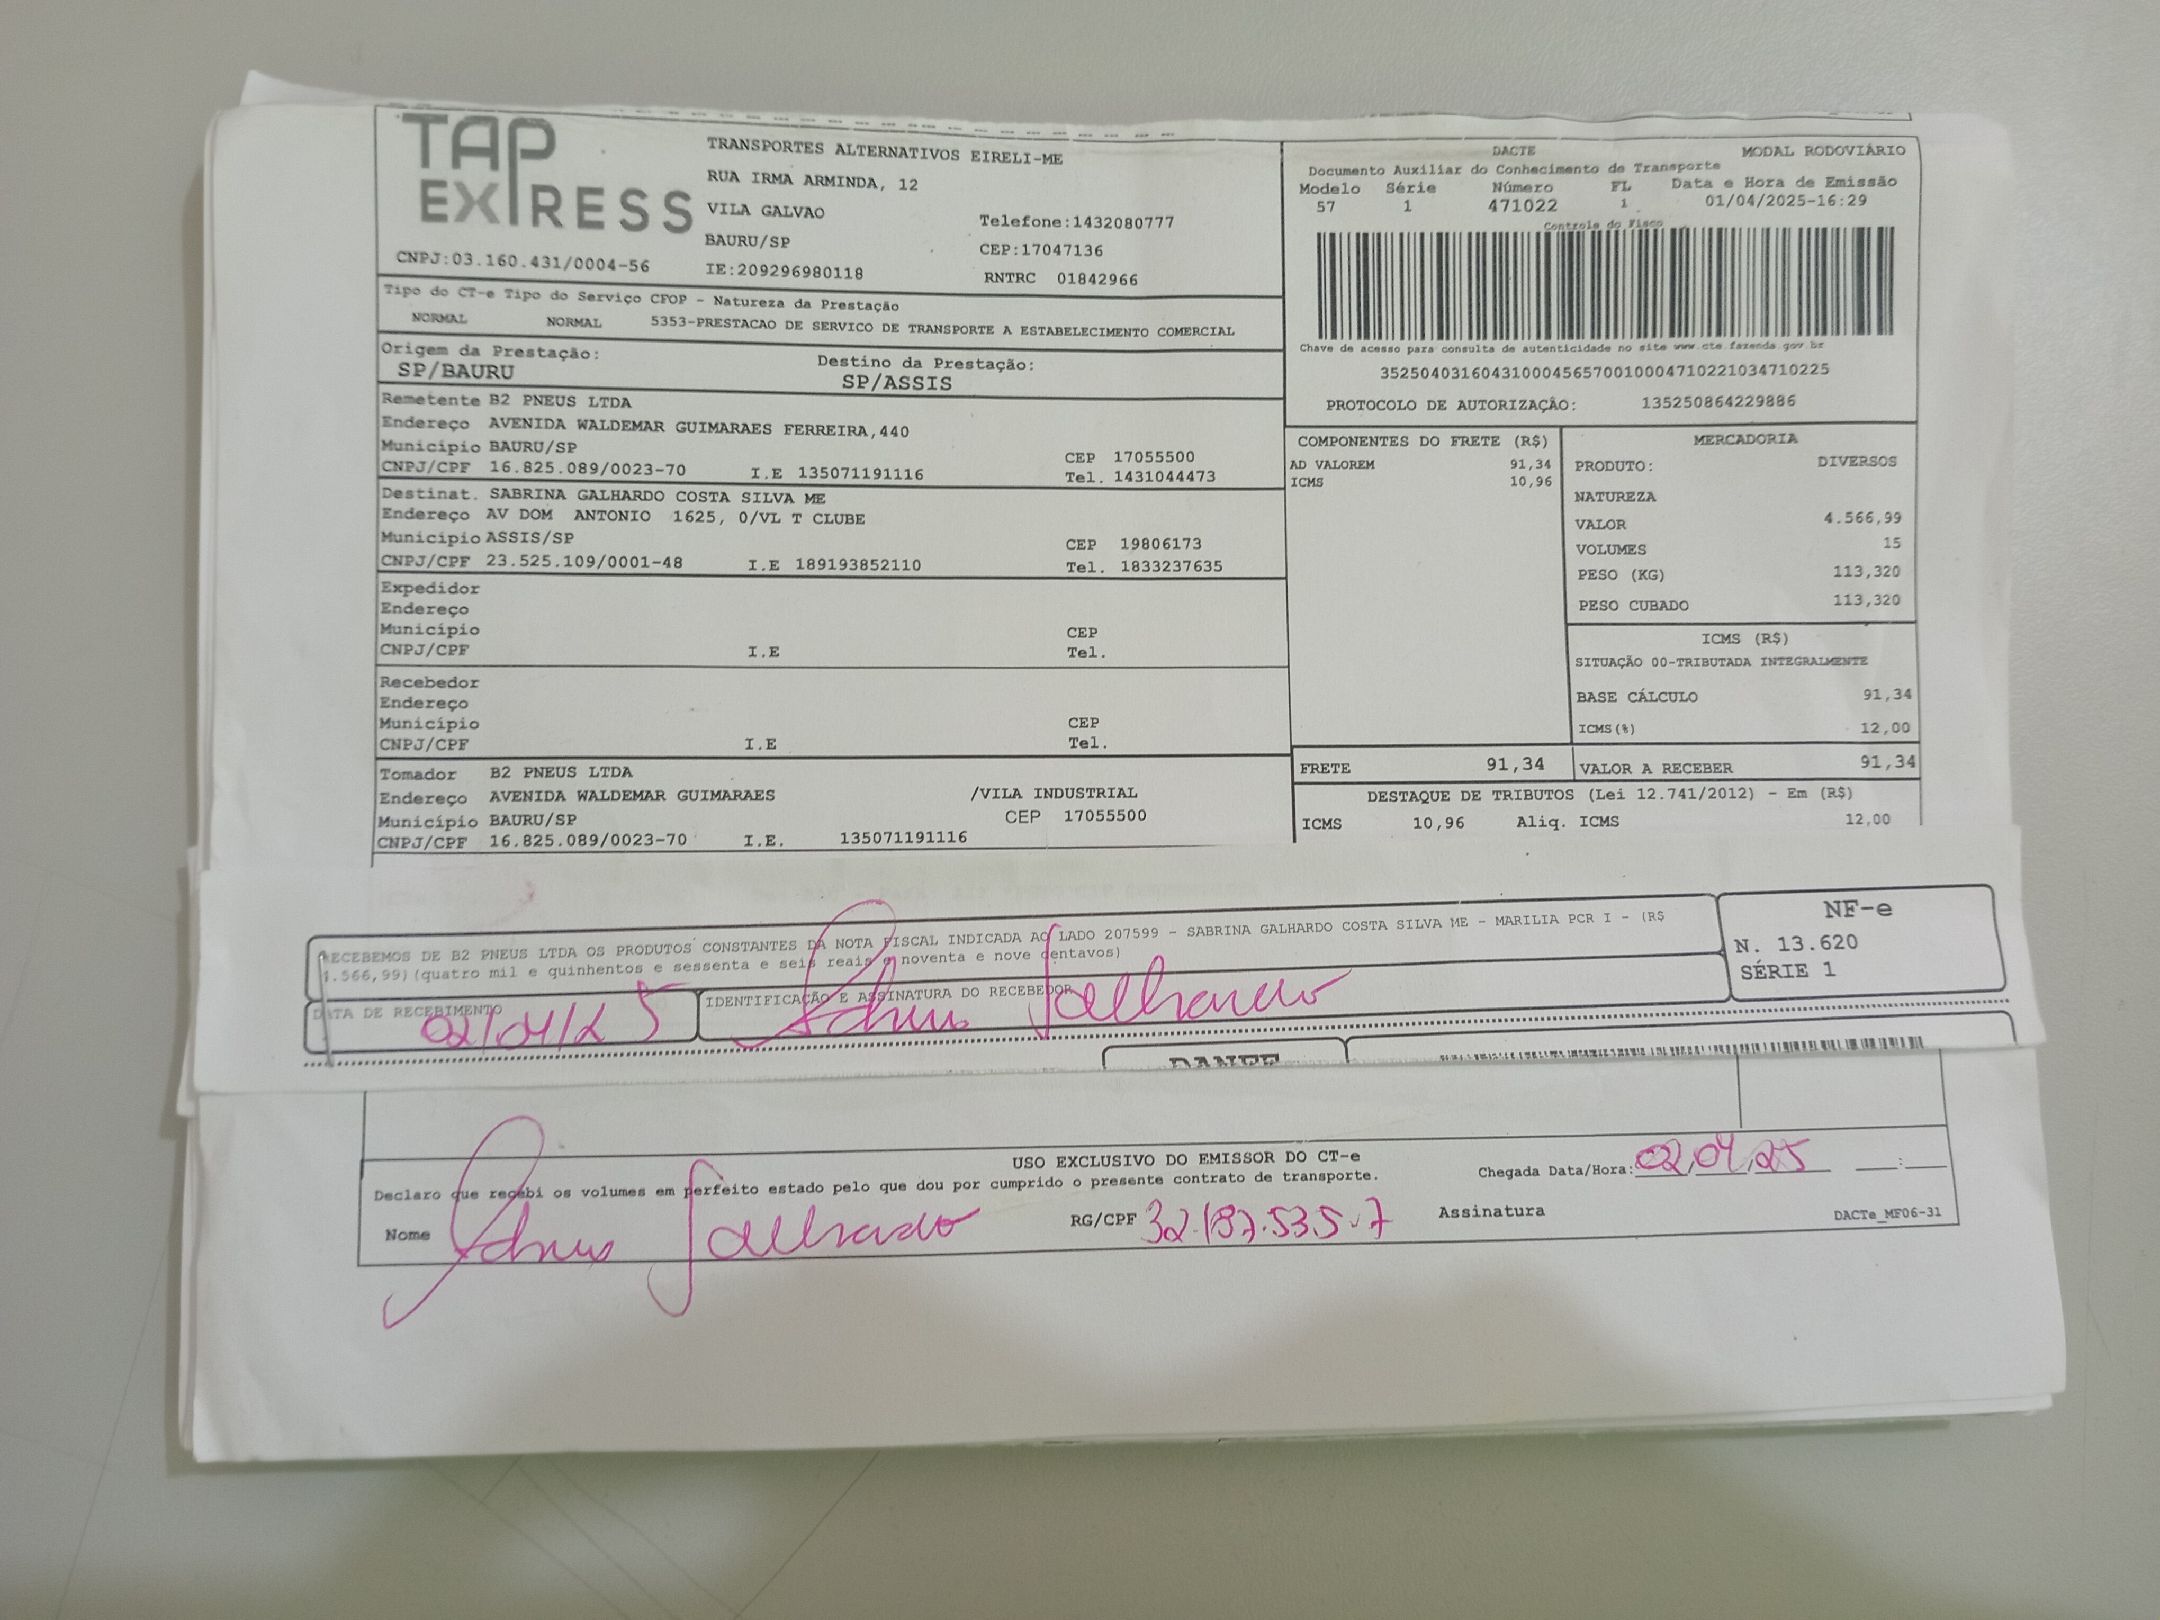 TAP EXPRESS
CNPJ:03.160.431/0004-56
TRANSPORTES ALTERNATIVOS EIRELI-ME
RUA IRMA ARMINDA, 12
VILA GALVAO
Telefone:1432080777
BAURU/SP
CEP:17047136
IE:209296980118
RNTRC 01842966
DACTE MODAL RODOVIÁRIO
Documento Auxiliar do Conhecimento de Transporte
Modelo Série Número FL Data e Hora de Emissão
57 1 471022 1 01/04/2025-16:29
Controle do Fisco
Chave de acesso para consulta de autenticidade no site www.cte.fazenda.gov.br
35250403160431000456570010004710221034710225
PROTOCOLO DE AUTORIZAÇÃO: 135250864229886
Tipo do CT-e Tipo do Serviço CFOP - Natureza da Prestação
NORMAL NORMAL 5353-PRESTACAO DE SERVICO DE TRANSPORTE A ESTABELECIMENTO COMERCIAL
Origem da Prestação: Destino da Prestação:
SP/BAURU SP/ASSIS
Remetente B2 PNEUS LTDA
Endereço AVENIDA WALDEMAR GUIMARAES FERREIRA,440
Município BAURU/SP CEP 17055500
CNPJ/CPF 16.825.089/0023-70 I.E 135071191116 Tel. 1431044473
Destinat. SABRINA GALHARDO COSTA SILVA ME
Endereço AV DOM ANTONIO 1625, 0/VL T CLUBE
Município ASSIS/SP CEP 19806173
CNPJ/CPF 23.525.109/0001-48 I.E 189193852110 Tel. 1833237635
Expedidor
Endereço
Município CEP
CNPJ/CPF I.E Tel.
Recebedor
Endereço
Município CEP
CNPJ/CPF I.E Tel.
Tomador B2 PNEUS LTDA
Endereço AVENIDA WALDEMAR GUIMARAES /VILA INDUSTRIAL
Município BAURU/SP CEP 17055500
CNPJ/CPF 16.825.089/0023-70 I.E. 135071191116
COMPONENTES DO FRETE (R$)
AD VALOREM 91,34
ICMS 10,96
MERCADORIA
PRODUTO: DIVERSOS
NATUREZA
VALOR 4.566,99
VOLUMES 15
PESO (KG) 113,320
PESO CUBADO 113,320
ICMS (R$)
SITUAÇÃO 00-TRIBUTADA INTEGRALMENTE
BASE CÁLCULO 91,34
ICMS(%) 12,00
FRETE 91,34 VALOR A RECEBER 91,34
DESTAQUE DE TRIBUTOS (Lei 12.741/2012) - Em (R$)
ICMS 10,96 Aliq. ICMS 12,00
RECEBEMOS DE B2 PNEUS LTDA OS PRODUTOS CONSTANTES DA NOTA FISCAL INDICADA AO LADO 207599 - SABRINA GALHARDO COSTA SILVA ME - MARILIA PCR I - (R$
4.566,99) (quatro mil e quinhentos e sessenta e seis reais e noventa e nove centavos)
DATA DE RECEBIMENTO
02/04/25
IDENTIFICAÇÃO E ASSINATURA DO RECEBEDOR
Galhardo
NF-e
N. 13.620
SÉRIE 1
DANFE
USO EXCLUSIVO DO EMISSOR DO CT-e
Declaro que recebi os volumes em perfeito estado pelo que dou por cumprido o presente contrato de transporte.
Chegada Data/Hora: 02,04,25
Nome Galhardo RG/CPF 32.187.535-7 Assinatura
DACTe_MF06-31